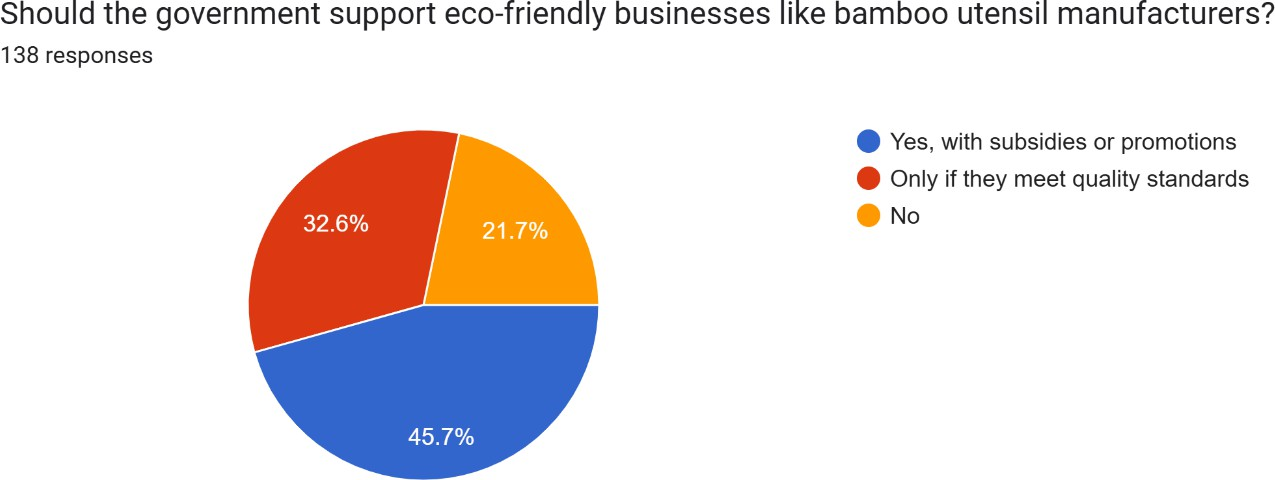 Should the government support eco-friendly businesses like bamboo utensil manufacturers?
138 responses
Yes, with subsidies or promotions
Only if they meet quality standards
No
32.6%
21.7%
45.7%